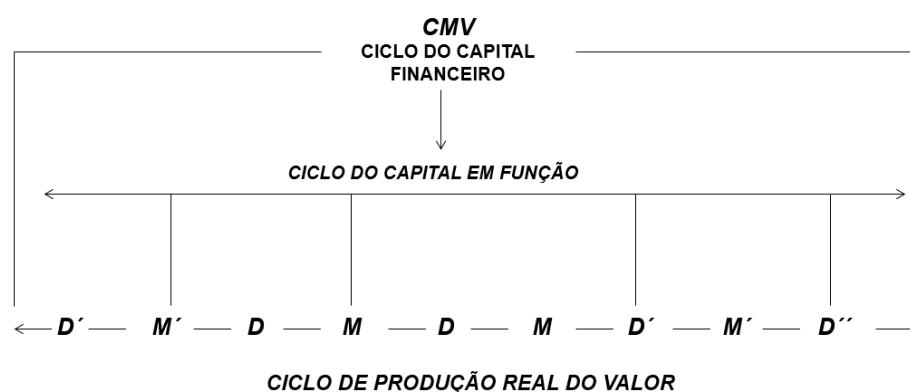 CMV
CICLO DO CAPITAL
FINANCEIRO
CICLO DO CAPITAL EM FUNÇÃO
D´ M´ D M D M D´ M´ D´´
CICLO DE PRODUÇÃO REAL DO VALOR